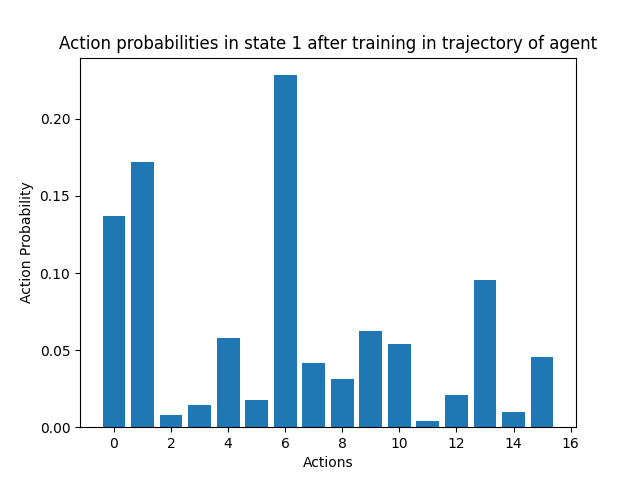 Action probabilities in state 1 after training in trajectory of agent
0.20
0.15
0.10
0.05
0.00
Action Probability
0 2 4 6 8 10 12 14 16
Actions